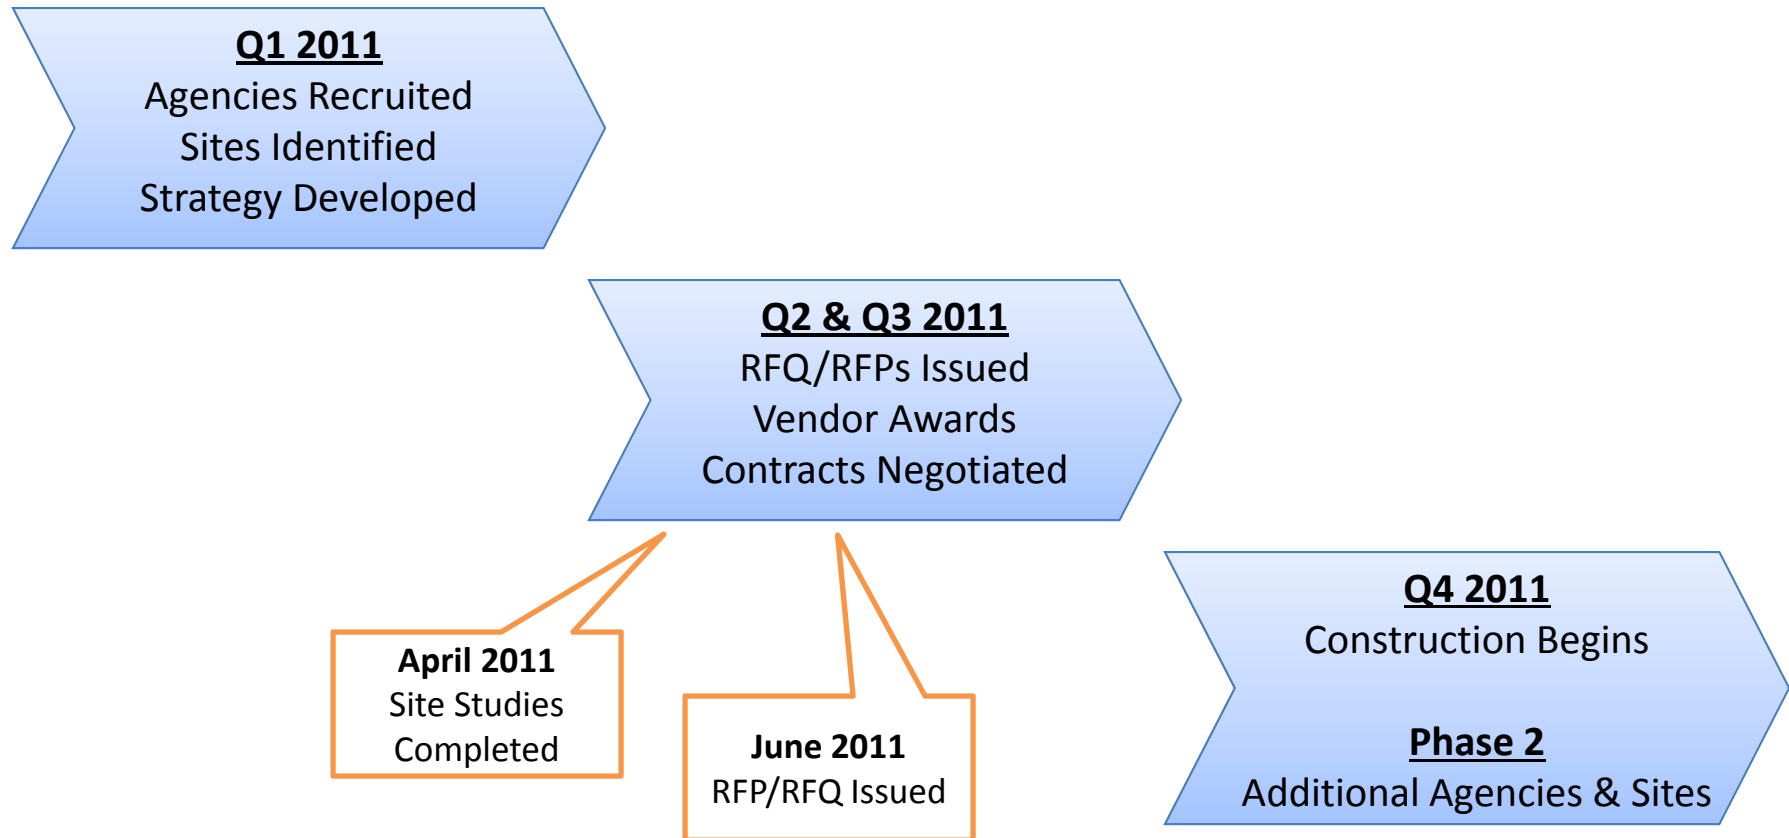 Q1 2011
Agencies Recruited
Sites Identified
Strategy Developed
Q2 & Q3 2011
RFQ/RFPs Issued
Vendor Awards
Contracts Negotiated
April 2011
Site Studies
Completed
June 2011
RFP/RFQ Issued
Q4 2011
Construction Begins
Phase 2
Additional Agencies & Sites